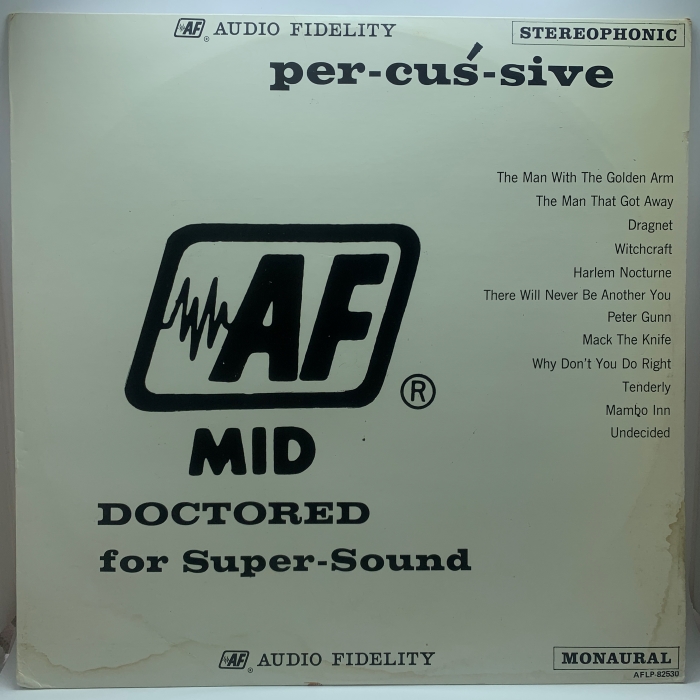 AF® AUDIO FIDELITY
STEREOPHONIC
per-cuś-sive
The Man With The Golden Arm
The Man That Got Away
Dragnet
Witchcraft
Harlem Nocturne
There Will Never Be Another You
Peter Gunn
Mack The Knife
Why Don't You Do Right
Tenderly
Mambo Inn
Undecided
AF®
MID
DOCTORED
for Super-Sound
AF® AUDIO FIDELITY
MONAURAL
AFLP-82530